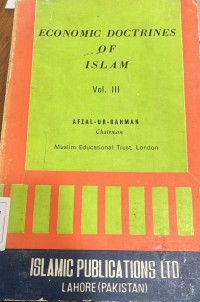 ECONOMIC DOCTRINES
OF
ISLAM
Vol. III
AFZAL-UR-RAHMAN
Chairman
Muslim Educational Trust, London
ISLAMIC PUBLICATIONS LTD.
LAHORE (PAKISTAN)